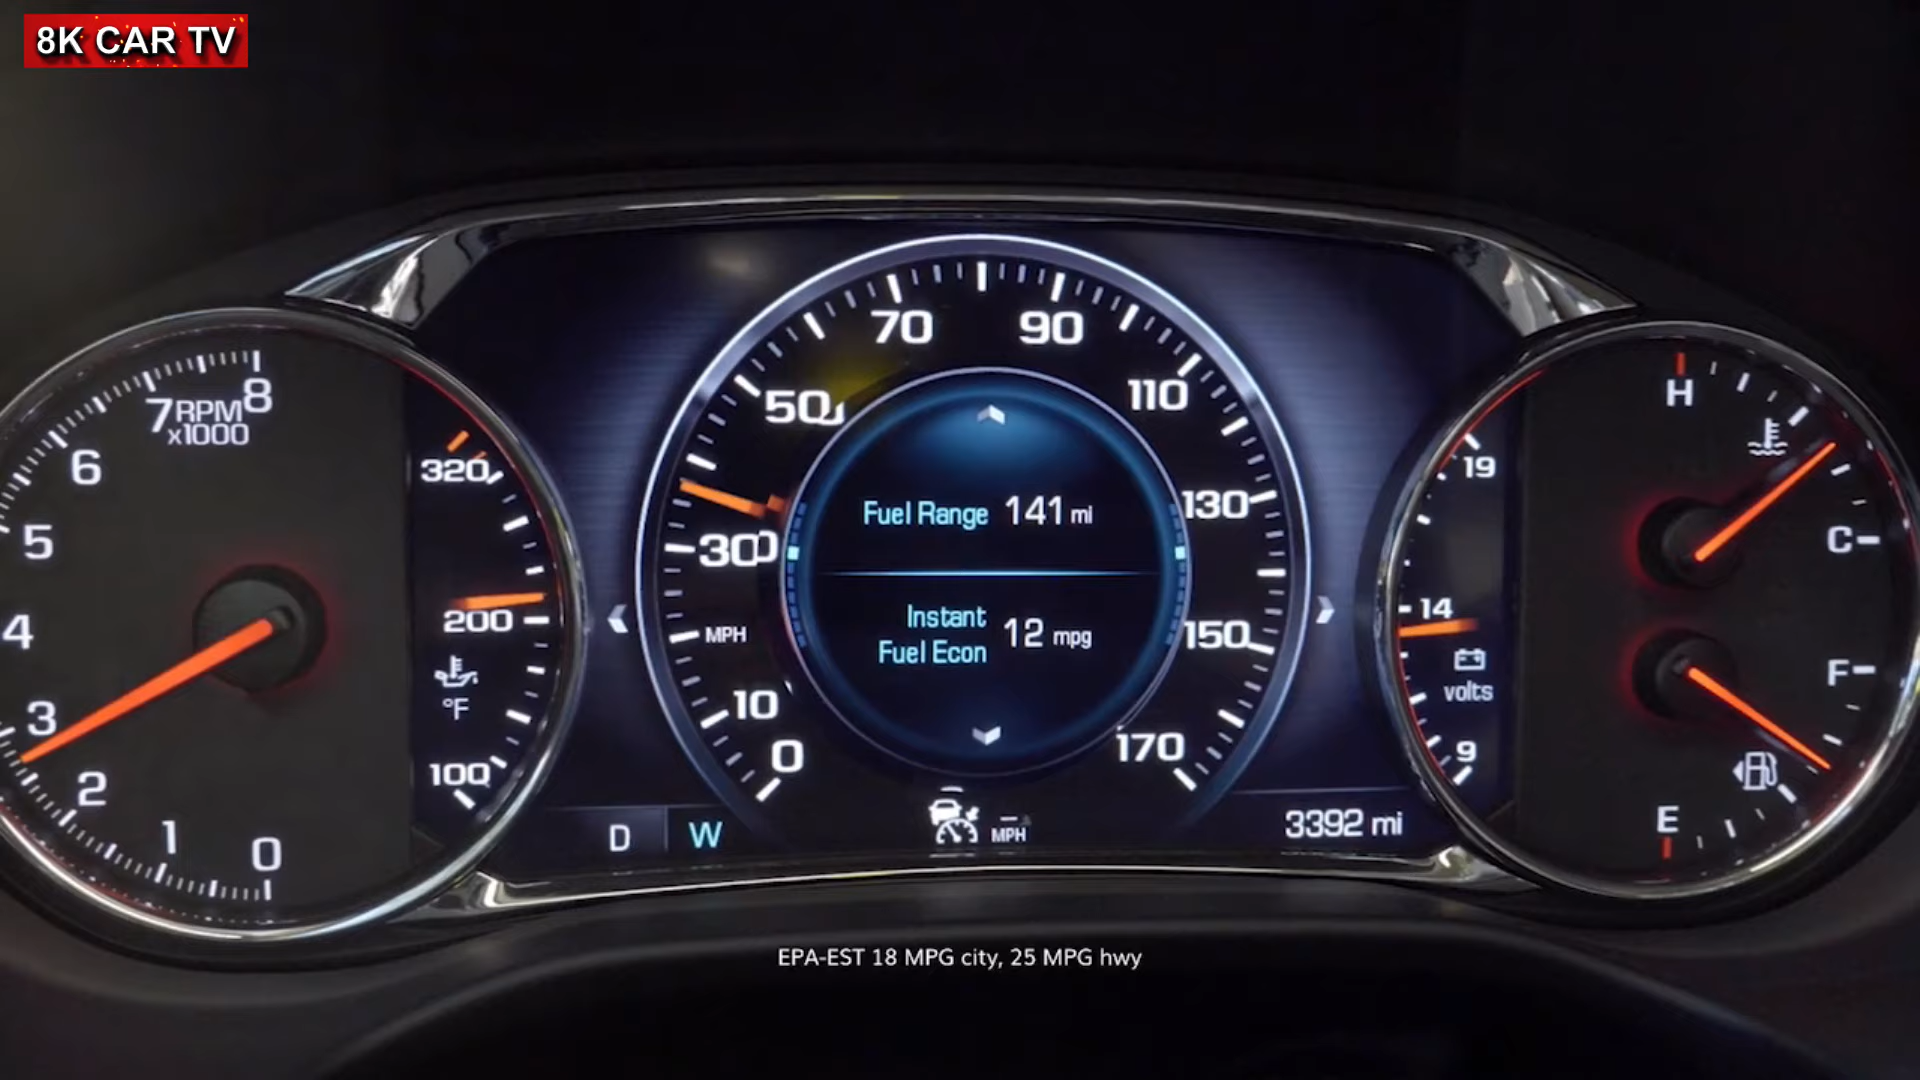 8K CAR TV
8
7
RPM
x1000
6
5
4
3
2
1
0
320
200
°F
100
D
W
70
90
50
110
30
130
MPH
150
10
170
0
Fuel Range 141 mi
Instant
Fuel Econ
12 mpg
MPH
3392 mi
19
14
volts
9
H
C
F
E
EPA-EST 18 MPG city, 25 MPG hwy